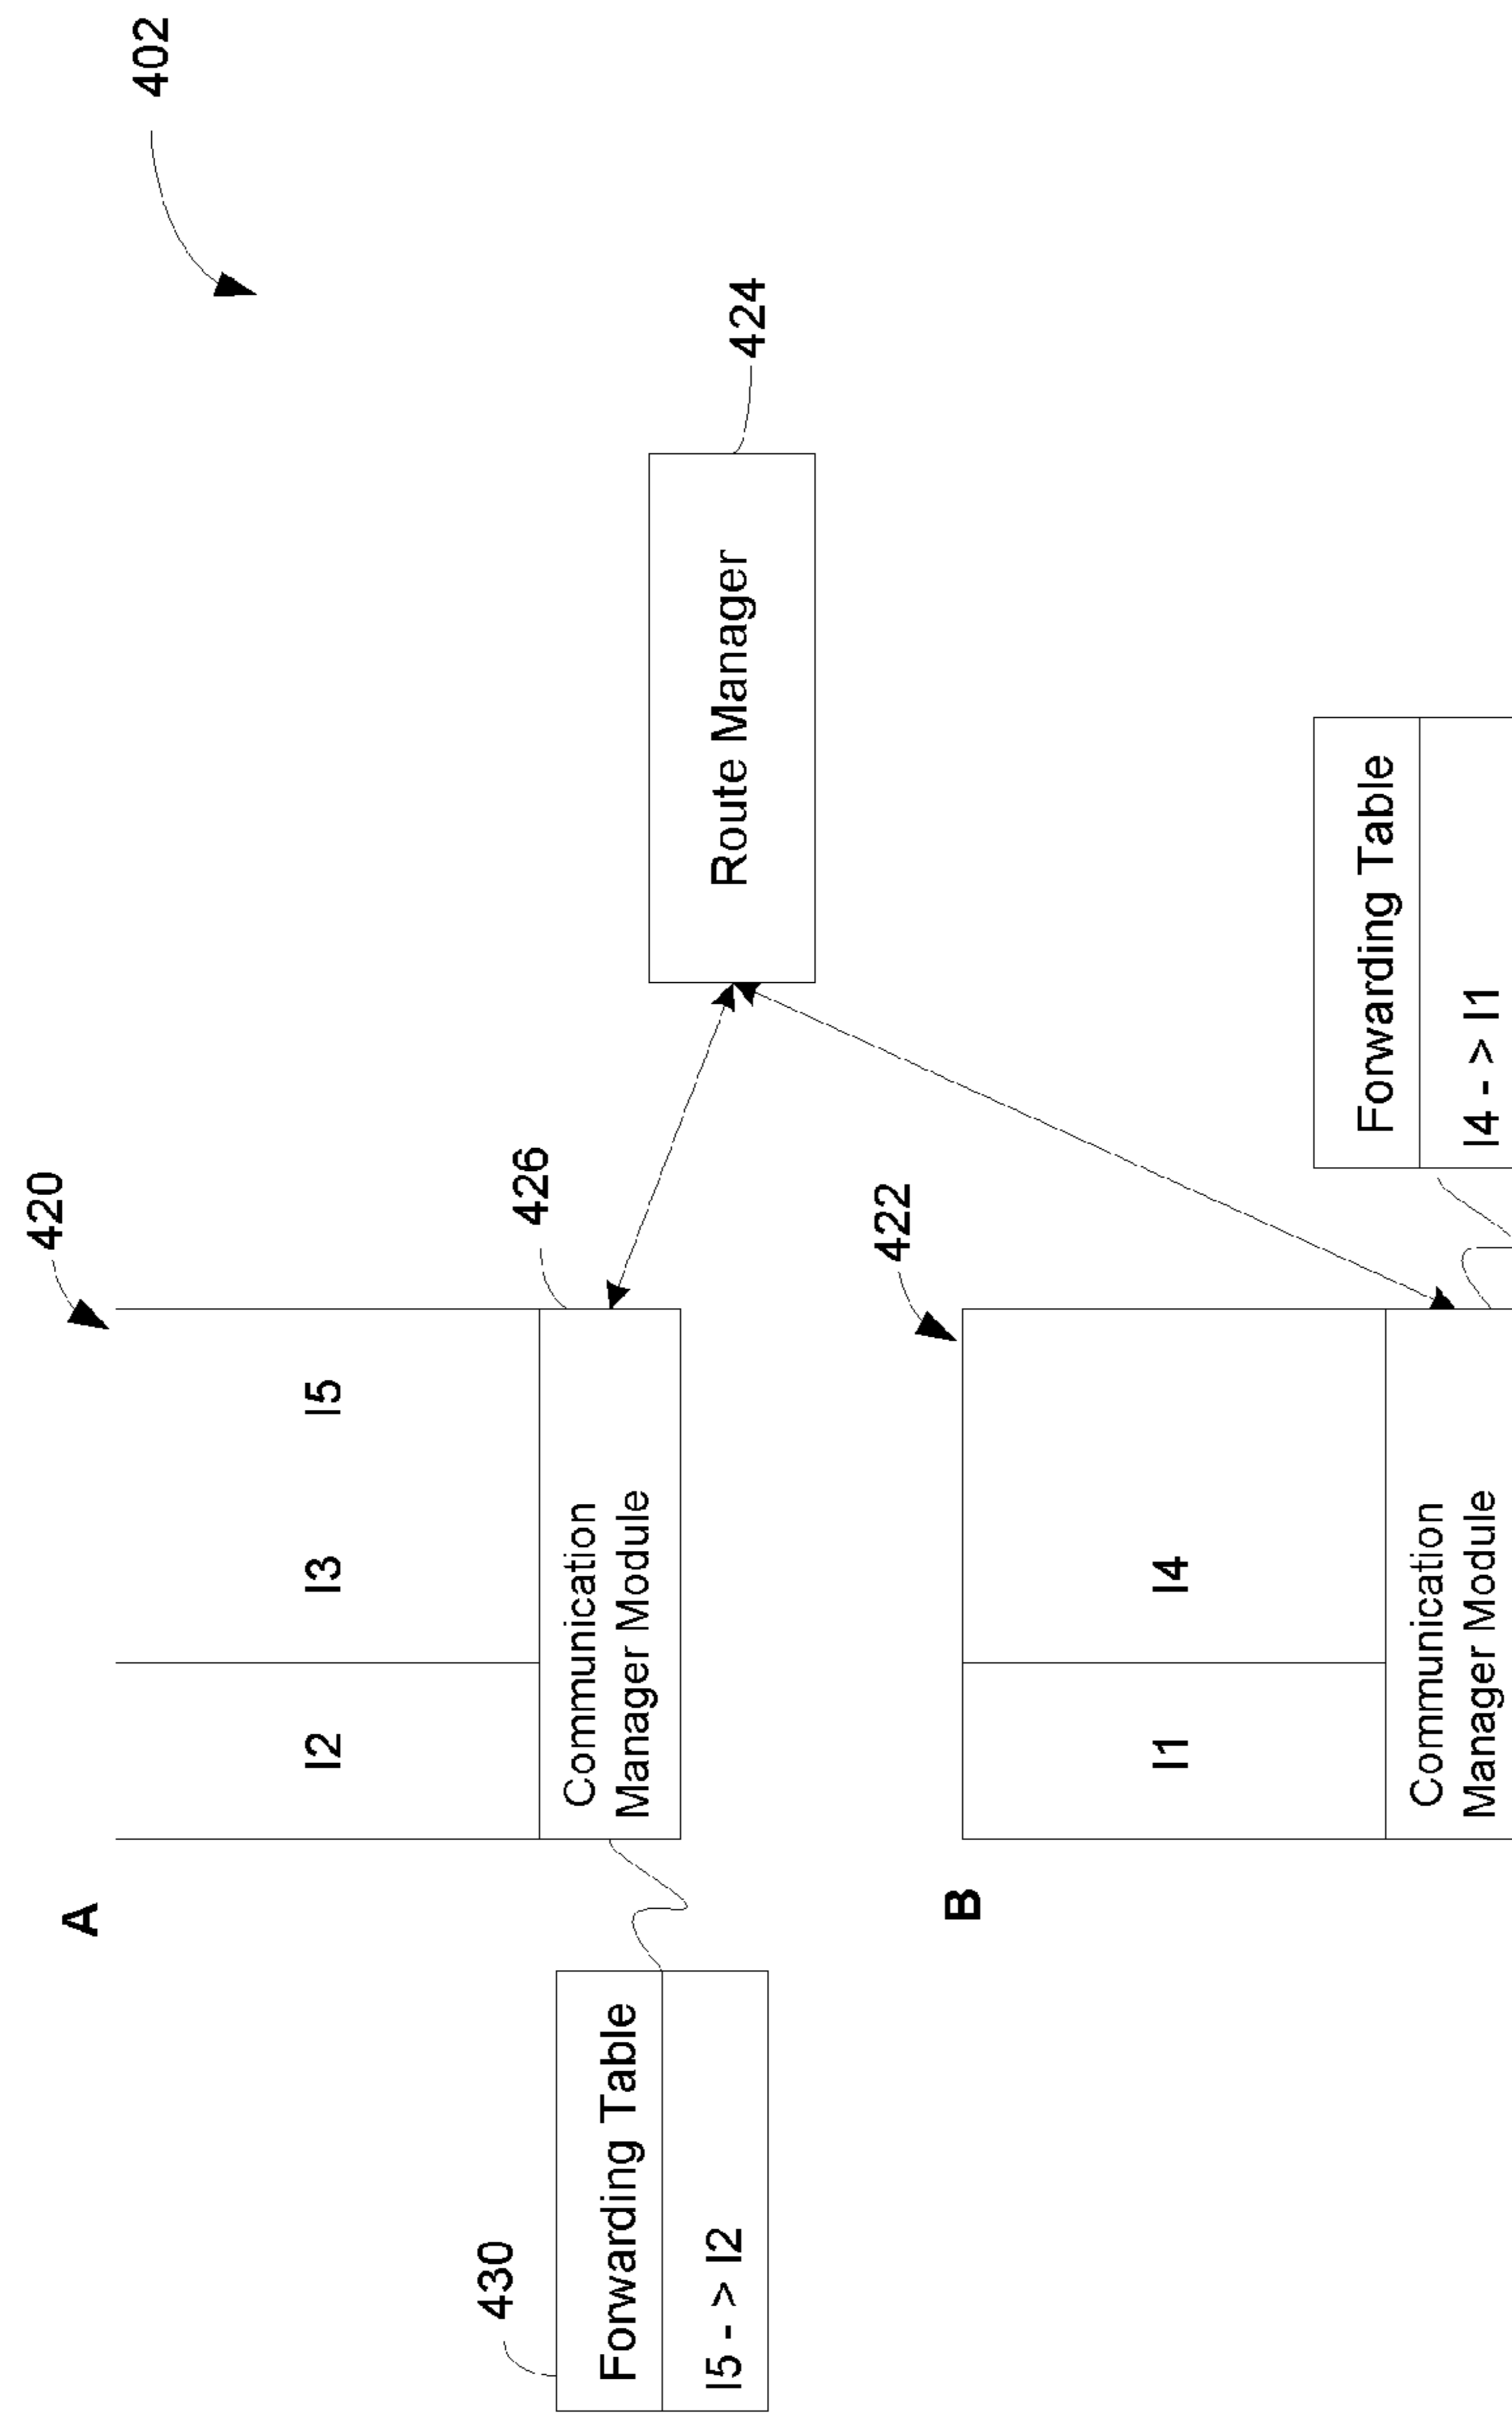 402
420
A
I2
I3
I5
426
Communication
Manager Module
424
Route Manager
430
Forwarding Table
I5 - > I2
422
B
I1
I4
Communication
Manager Module
Forwarding Table
I4 - > I1